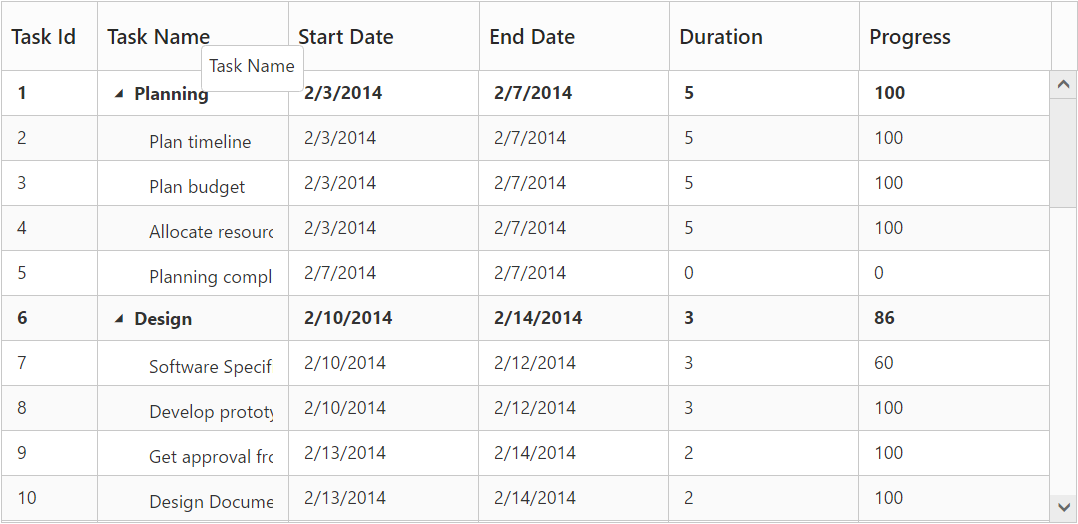 Task Id Task Name Start Date End Date Duration Progress
Task Name
1 Planning 2/3/2014 2/7/2014 5 100
2 Plan timeline 2/3/2014 2/7/2014 5 100
3 Plan budget 2/3/2014 2/7/2014 5 100
4 Allocate resourc 2/3/2014 2/7/2014 5 100
5 Planning compl 2/7/2014 2/7/2014 0 0
6 Design 2/10/2014 2/14/2014 3 86
7 Software Specif 2/10/2014 2/12/2014 3 60
8 Develop prototy 2/10/2014 2/12/2014 3 100
9 Get approval frc 2/13/2014 2/14/2014 2 100
10 Design Docume 2/13/2014 2/14/2014 2 100